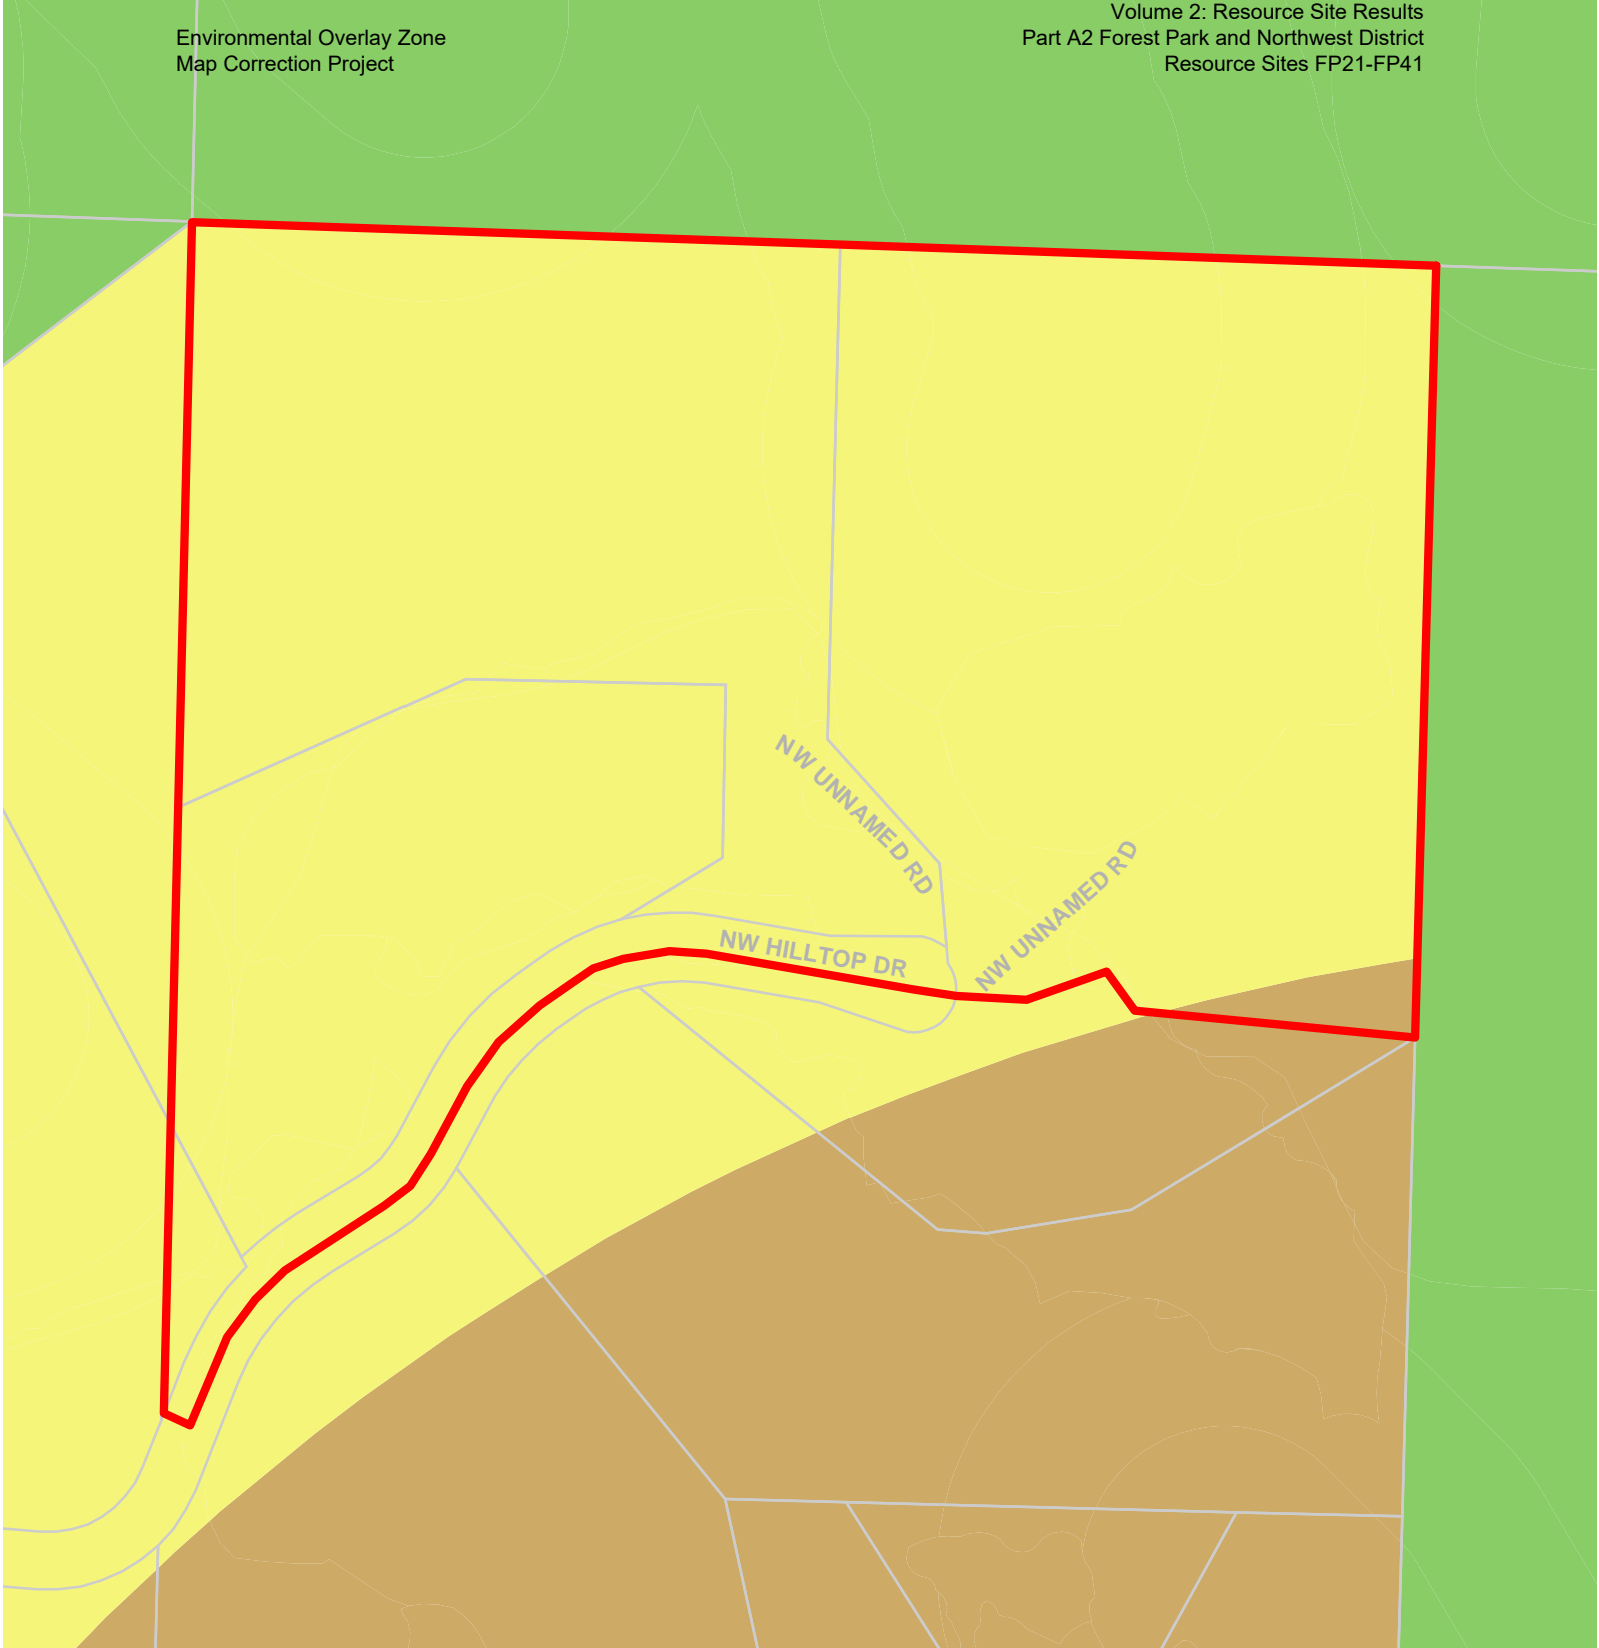 Environmental Overlay Zone
Map Correction Project
Volume 2: Resource Site Results
Part A2 Forest Park and Northwest District
Resource Sites FP21-FP41
NW UNNAMED RD
NW UNNAMED RD
NW HILLTOP DR